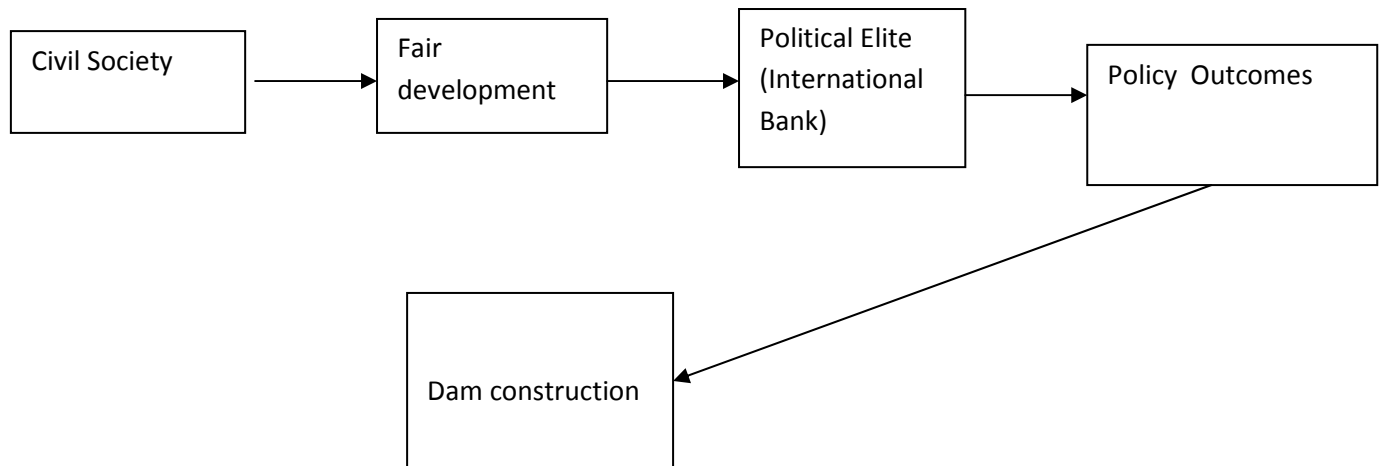 Civil Society
Fair
development
Political Elite
(International
Bank)
Policy  Outcomes
Dam construction